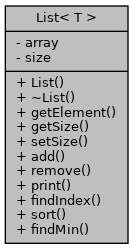 List< T >
- array
- size
+ List()
+ ~List()
+ getElement()
+ getSize()
+ setSize()
+ add()
+ remove()
+ print()
+ findIndex()
+ sort()
+ findMin()